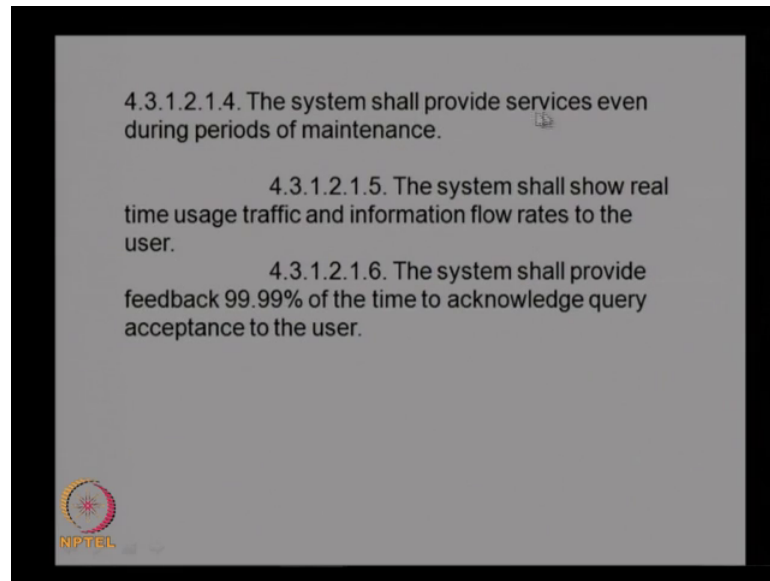 4.3.1.2.1.4. The system shall provide services even
during periods of maintenance.
4.3.1.2.1.5. The system shall show real
time usage traffic and information flow rates to the
user.
4.3.1.2.1.6. The system shall provide
feedback 99.99% of the time to acknowledge query
acceptance to the user.
NPTEL